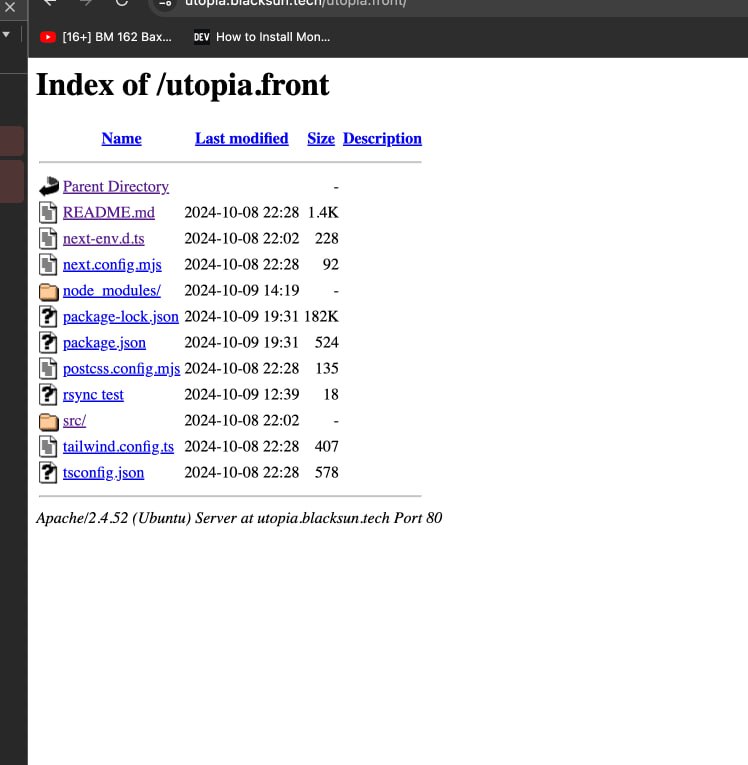 utopia.blacksun.tech/utopia.front/
[16+] BM 162 Bax...
DEV How to Install Mon...
Index of /utopia.front
Name Last modified Size Description
Parent Directory -
README.md 2024-10-08 22:28 1.4K
next-env.d.ts 2024-10-08 22:02 228
next.config.mjs 2024-10-08 22:28 92
node_modules/ 2024-10-09 14:19 -
package-lock.json 2024-10-09 19:31 182K
package.json 2024-10-09 19:31 524
postcss.config.mjs 2024-10-08 22:28 135
rsync test 2024-10-09 12:39 18
src/ 2024-10-08 22:02 -
tailwind.config.ts 2024-10-08 22:28 407
tsconfig.json 2024-10-08 22:28 578
Apache/2.4.52 (Ubuntu) Server at utopia.blacksun.tech Port 80